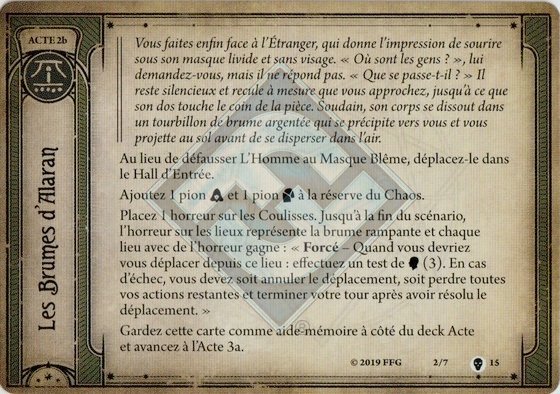 ACTE 2b
Les Brumes d'Alaran
Vous faites enfin face à l'Étranger, qui donne l'impression de sourire
sous son masque livide et sans visage. « Où sont les gens ? », lui
demandez-vous, mais il ne répond pas. « Que se passe-t-il ? » Il
reste silencieux et recule à mesure que vous approchez, jusqu'à ce que
son dos touche le coin de la pièce. Soudain, son corps se dissout dans
un tourbillon de brume argentée qui se précipite vers vous et vous
projette au sol avant de se disperser dans l'air.
Au lieu de défausser L'Homme au Masque Blême, déplacez-le dans
le Hall d'Entrée.
Ajoutez 1 pion et 1 pion à la réserve du Chaos.
Placez 1 horreur sur les Coulisses. Jusqu'à la fin du scénario,
l'horreur sur les lieux représente la brume rampante et chaque
lieu avec de l'horreur gagne : « Forcé – Quand vous devriez
vous déplacer depuis ce lieu : effectuez un test de (3). En cas
d'échec, vous devez soit annuler le déplacement, soit perdre toutes
vos actions restantes et terminer votre tour après avoir résolu le
déplacement. »
Gardez cette carte comme aide-mémoire à côté du deck Acte
et avancez à l'Acte 3a.
© 2019 FFG 2/7 15